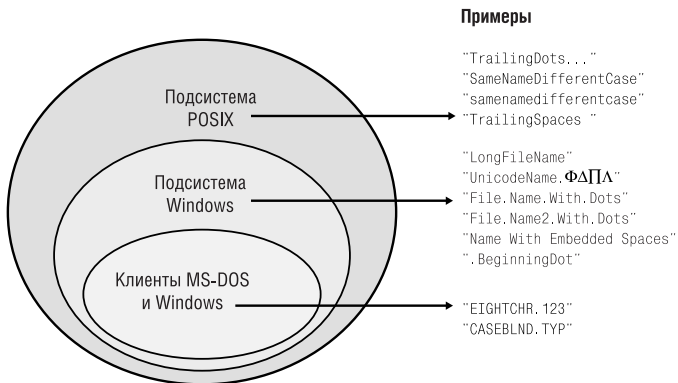 Примеры
"TrailingDots..."
"SameNameDifferentCase"
"samenamedifferentcase"
"TrailingSpaces "
Подсистема
POSIX
"LongFileName"
"UnicodeName.ΦΔΠΛ"
"File.Name.With.Dots"
"File.Name2.With.Dots"
"Name With Embedded Spaces"
".BeginningDot"
Подсистема
Windows
Клиенты MS-DOS
и Windows
"EIGHTCHR.123"
"CASEBLND.TYP"